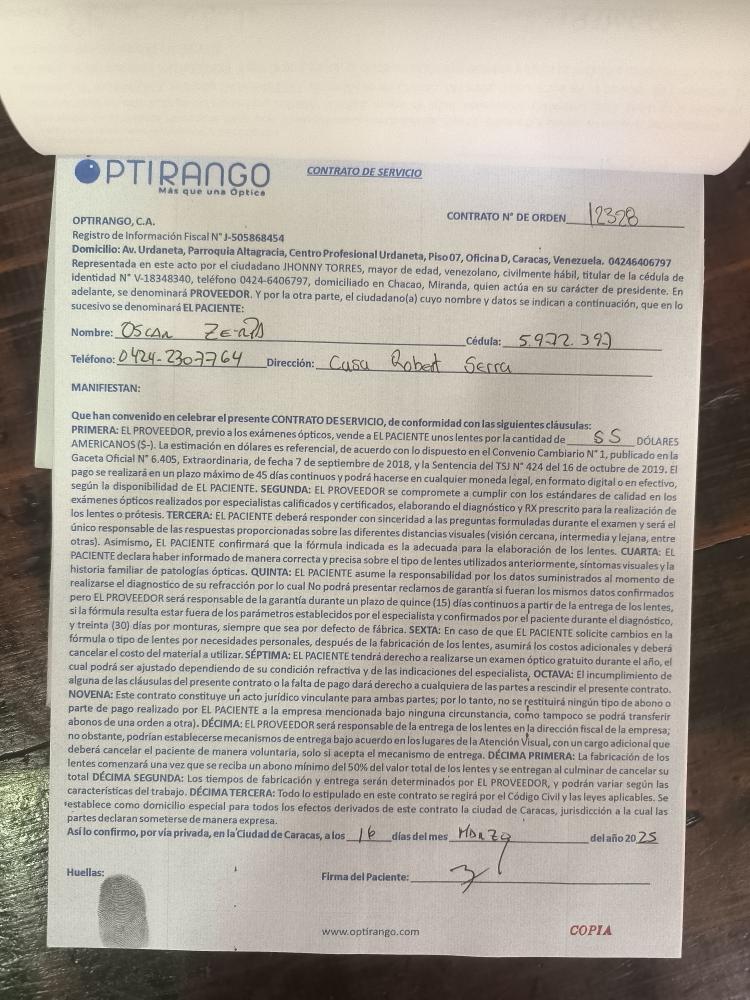 OPTIRANGO
Más que una Óptica
CONTRATO DE SERVICIO
CONTRATO N° DE ORDEN 12328
OPTIRANGO, C.A.
Registro de Información Fiscal N° J-505868454
Domicilio: Av. Urdaneta, Parroquia Altagracia, Centro Profesional Urdaneta, Piso 07, Oficina D, Caracas, Venezuela. 04246406797
Representada en este acto por el ciudadano JHONNY TORRES, mayor de edad, venezolano, civilmente hábil, titular de la cédula de
identidad N° V-18348340, teléfono 0424-6406797, domiciliado en Chacao, Miranda, quien actúa en su carácter de presidente. En
adelante, se denominará PROVEEDOR. Y por la otra parte, el ciudadano(a) cuyo nombre y datos se indican a continuación, que en lo
sucesivo se denominará EL PACIENTE:
Nombre: Oscar Cédula: 5.972.397
Teléfono: 0424-2307764 Dirección: Casa Robert Serra
MANIFIESTAN:
Que han convenido en celebrar el presente CONTRATO DE SERVICIO, de conformidad con las siguientes cláusulas:
PRIMERA: EL PROVEEDOR, previo a los exámenes ópticos, vende a EL PACIENTE unos lentes por la cantidad de DÓLARES
AMERICANOS ($-). La estimación en dólares es referencial, de acuerdo con lo dispuesto en el Convenio Cambiario N° 1, publicado en la
Gaceta Oficial N° 6.405, Extraordinaria, de fecha 7 de septiembre de 2018, y la Sentencia del TSJ N° 424 del 16 de octubre de 2019. El
pago se realizará en un plazo máximo de 45 días continuos y podrá hacerse en cualquier moneda legal, en formato digital o en efectivo,
según la disponibilidad de EL PACIENTE. SEGUNDA: EL PROVEEDOR se compromete a cumplir con los estándares de calidad en los
exámenes ópticos realizados por especialistas calificados y certificados, elaborando el diagnóstico y RX prescrito para la realización de
los lentes o prótesis. TERCERA: EL PACIENTE deberá responder con sinceridad a las preguntas formuladas durante el examen y será el
único responsable de las respuestas proporcionadas sobre las diferentes distancias visuales (visión cercana, intermedia y lejana, entre
otras). Asimismo, EL PACIENTE confirmará que la fórmula indicada es la adecuada para la elaboración de los lentes. CUARTA: EL
PACIENTE declara haber informado de manera correcta y precisa sobre el tipo de lentes utilizados anteriormente, síntomas visuales y la
historia familiar de patologías ópticas. QUINTA: EL PACIENTE asume la responsabilidad por los datos suministrados al momento de
realizarse el diagnostico de su refracción por lo cual No podrá presentar reclamos de garantía si fueran los mismos datos confirmados
pero EL PROVEEDOR será responsable de la garantía durante un plazo de quince (15) días continuos a partir de la entrega de los lentes,
si la fórmula resulta estar fuera de los parámetros establecidos por el especialista y confirmados por el paciente durante el diagnóstico,
y treinta (30) días por monturas, siempre que sea por defecto de fábrica. SEXTA: En caso de que EL PACIENTE solicite cambios en la
fórmula o tipo de lentes por necesidades personales, después de la fabricación de los lentes, asumirá los costos adicionales y deberá
cancelar el costo del material a utilizar. SÉPTIMA: EL PACIENTE tendrá derecho a realizarse un examen óptico gratuito durante el año, el
cual podrá ser ajustado dependiendo de su condición refractiva y de las indicaciones del especialista. OCTAVA: El incumplimiento de
alguna de las cláusulas del presente contrato o la falta de pago dará derecho a cualquiera de las partes a rescindir el presente contrato.
NOVENA: Este contrato constituye un acto jurídico vinculante para ambas partes; por lo tanto, no se restituirá ningún tipo de abono o
parte de pago realizado por EL PACIENTE a la empresa mencionada bajo ninguna circunstancia, como tampoco se podrá transferir
abonos de una orden a otra). DÉCIMA: EL PROVEEDOR será responsable de la entrega de los lentes en la dirección fiscal de la empresa;
no obstante, podrían establecerse mecanismos de entrega bajo acuerdo en los lugares de la Atención Visual, con un cargo adicional que
deberá cancelar el paciente de manera voluntaria, solo si acepta el mecanismo de entrega. DÉCIMA PRIMERA: La fabricación de los
lentes comenzará una vez que se reciba un abono mínimo del 50% del valor total de los lentes y se entregan al culminar de cancelar su
total DÉCIMA SEGUNDA: Los tiempos de fabricación y entrega serán determinados por EL PROVEEDOR, y podrán variar según las
características del trabajo. DÉCIMA TERCERA: Todo lo estipulado en este contrato se regirá por el Código Civil y las leyes aplicables. Se
establece como domicilio especial para todos los efectos derivados de este contrato la ciudad de Caracas, jurisdicción a la cual las
partes declaran someterse de manera expresa.
Así lo confirmo, por vía privada, en la Ciudad de Caracas, a los 16 días del mes Marzo del año 2025
Huellas:
Firma del Paciente:
www.optirango.com
COPIA